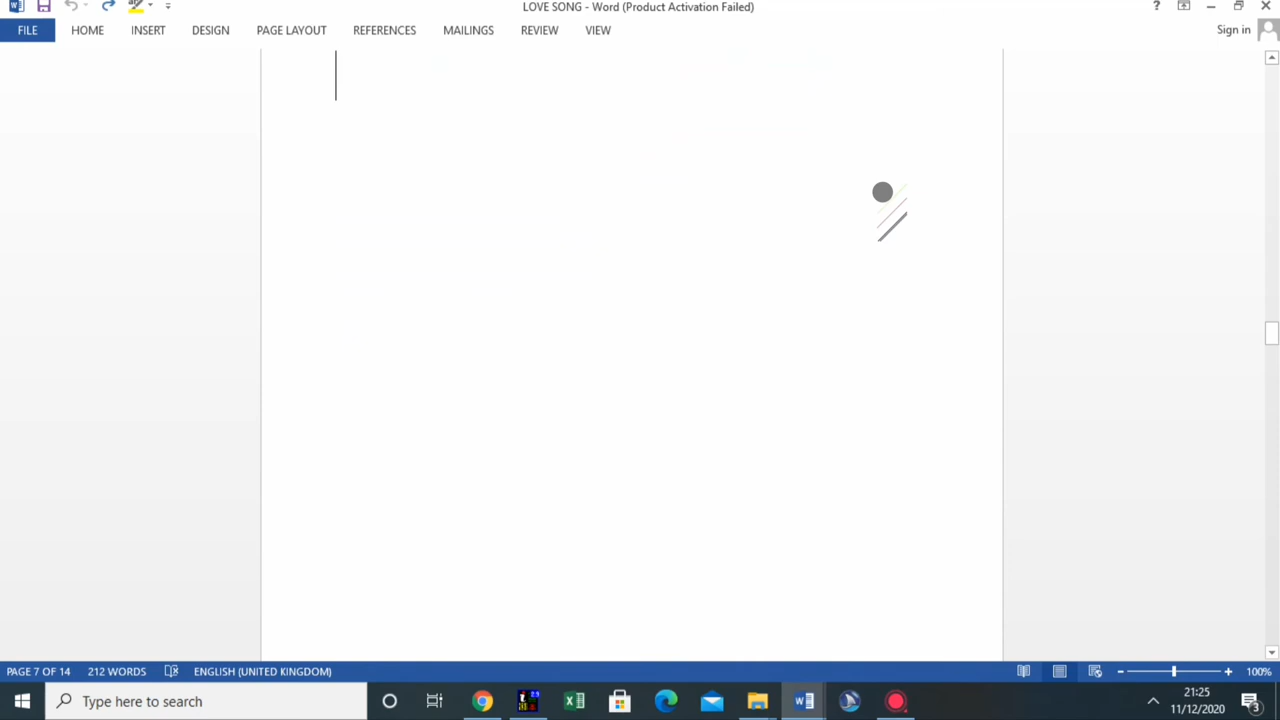 LOVE SONG - Word (Product Activation Failed)
FILE HOME INSERT DESIGN PAGE LAYOUT REFERENCES MAILINGS REVIEW VIEW Sign in
PAGE 7 OF 14 212 WORDS ENGLISH (UNITED KINGDOM) 100%
Type here to search
21:25
11/12/2020
3